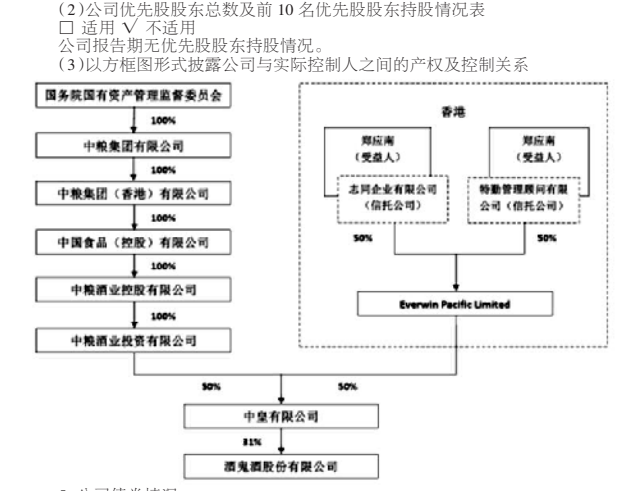 (2)公司优先股股东总数及前 10 名优先股股东持股情况表
□ 适用 √ 不适用
公司报告期无优先股股东持股情况。
(3)以方框图形式披露公司与实际控制人之间的产权及控制关系
国务院国有资产管理监督委员会
100%
中粮集团有限公司
100%
中粮集团（香港）有限公司
100%
中国食品（控股）有限公司
100%
中粮酒业控股有限公司
100%
中粮酒业投资有限公司
香港
郑应南
（受益人）
志同企业有限公司
（信托公司）
50%
郑应南
（受益人）
特勤管理顾问有限
公司（信托公司）
50%
Everwin Pacific Limited
50%
50%
中皇有限公司
31%
酒鬼酒股份有限公司